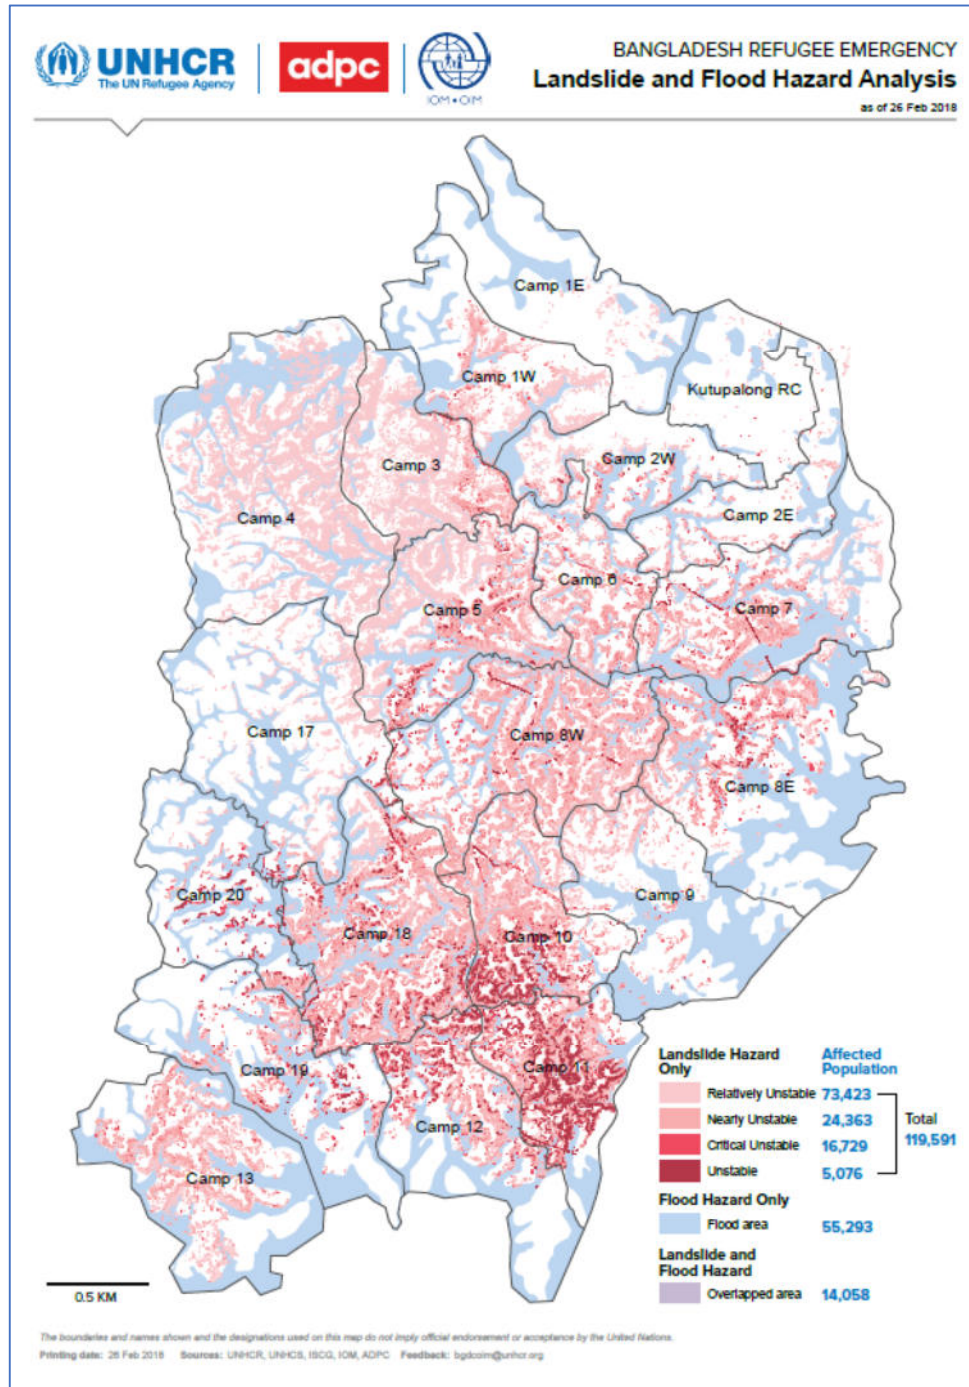 UNHCR
The UN Refugee Agency
adpc
IOM•OIM
BANGLADESH REFUGEE EMERGENCY
Landslide and Flood Hazard Analysis
as of 26 Feb 2018
Camp 1E
Camp 1W
Kutupalong RC
Camp 3
Camp 2W
Camp 4
Camp 2E
Camp 6
Camp 5
Camp 7
Camp 17
Camp 8W
Camp 8E
Camp 20
Camp 9
Camp 18
Camp 10
Camp 19
Camp 11
Camp 12
Camp 13
Landslide Hazard Only
Affected Population
Relatively Unstable 73,423
Nearly Unstable 24,363
Critical Unstable 16,729
Unstable 5,076
Total
119,591
Flood Hazard Only
Flood area 55,293
Landslide and
Flood Hazard
Overlapped area 14,058
0.5 KM
The boundaries and names shown and the designations used on this map do not imply official endorsement or acceptance by the United Nations.
Printing date: 26 Feb 2018 Sources: UNHCR, UNHCS, ISCG, IOM, ADPC Feedback: bgdcoim@unhcr.org